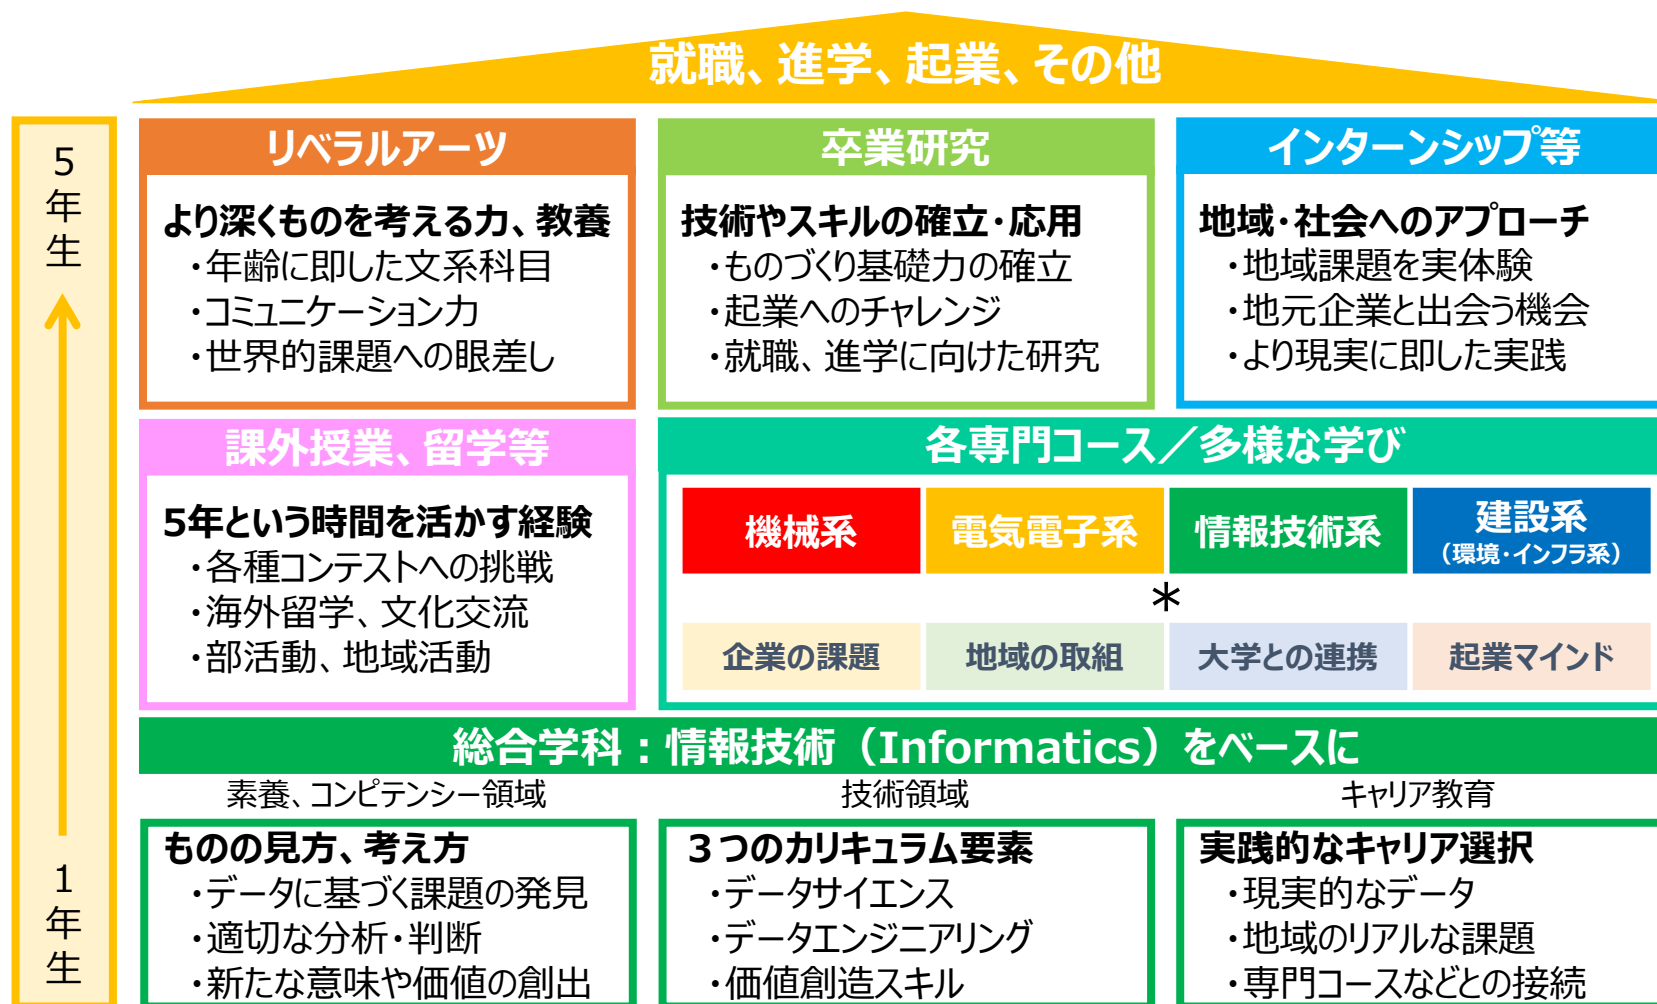 就職、進学、起業、その他
5年生
1年生
リベラルアーツ
より深くものを考える力、教養
・年齢に即した文系科目
・コミュニケーション力
・世界的課題への眼差し
卒業研究
技術やスキルの確立・応用
・ものづくり基礎力の確立
・起業へのチャレンジ
・就職、進学に向けた研究
インターンシップ等
地域・社会へのアプローチ
・地域課題を実体験
・地元企業と出会う機会
・より現実に即した実践
課外授業、留学等
5年という時間を活かす経験
・各種コンテストへの挑戦
・海外留学、文化交流
・部活動、地域活動
各専門コース／多様な学び
機械系
電気電子系
情報技術系
建設系
（環境・インフラ系）
＊
企業の課題
地域の取組
大学との連携
起業マインド
総合学科：情報技術（Informatics）をベースに
素養、コンピテンシー領域
ものの見方、考え方
・データに基づく課題の発見
・適切な分析・判断
・新たな意味や価値の創出
技術領域
３つのカリキュラム要素
・データサイエンス
・データエンジニアリング
・価値創造スキル
キャリア教育
実践的なキャリア選択
・現実的なデータ
・地域のリアルな課題
・専門コースなどとの接続